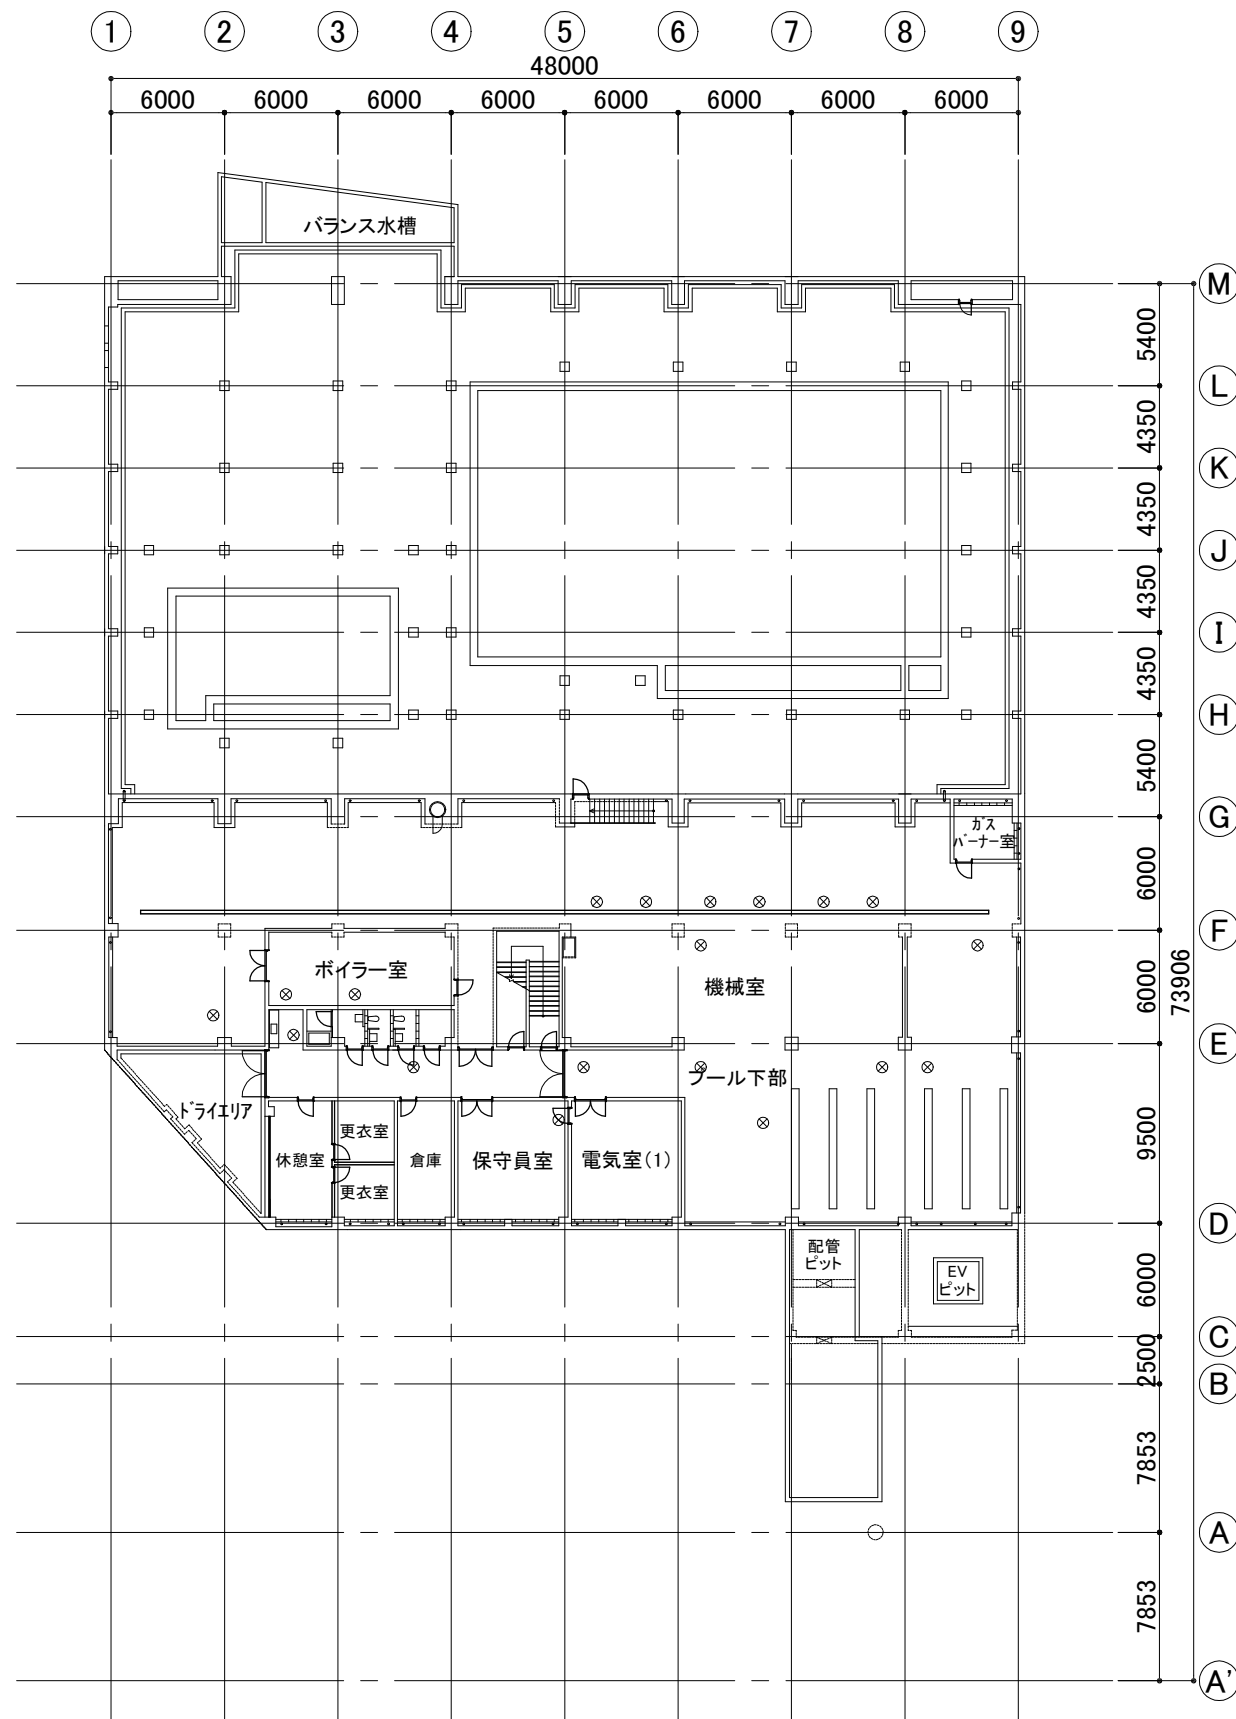 1 2 3 4 5 6 7 8 9
48000
6000 6000 6000 6000 6000 6000 6000 6000
バランス水槽
M
5400
L
4350
K
4350
J
4350
I
4350
H
5400
G
ガス
バーナー室
6000
F
ボイラー室
機械室
6000
73906
E
プール下部
ドライエリア
更衣室
休憩室
倉庫
保守員室
電気室(1)
更衣室
9500
D
配管
ピット
EV
ピット
6000
C
2500
B
7853
A
7853
A'